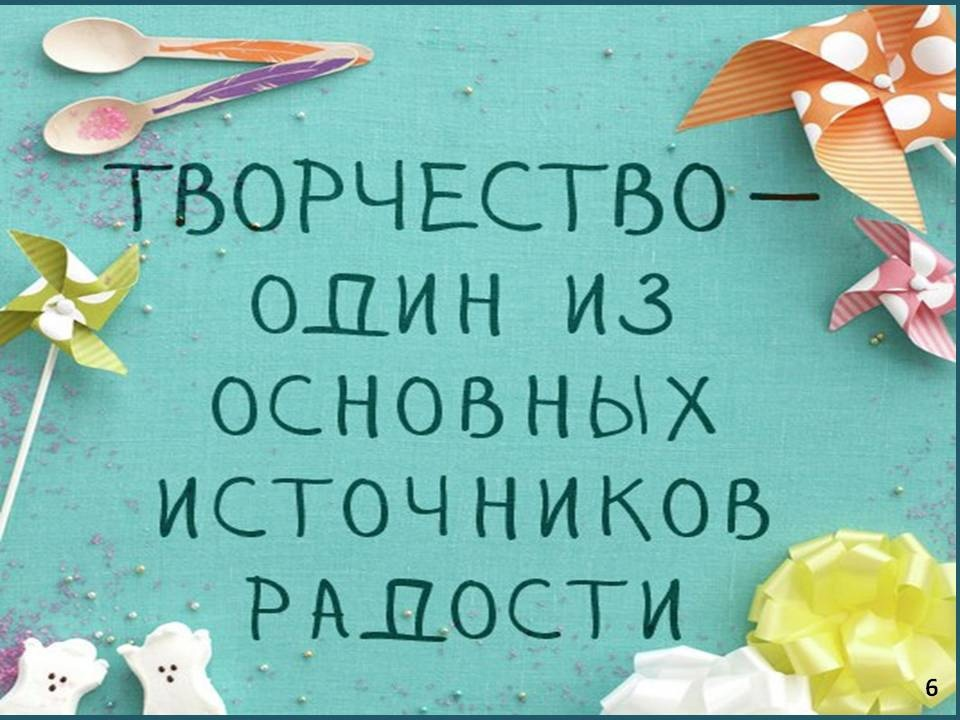 ТВОРЧЕСТВО —
ОДИН ИЗ
ОСНОВНЫХ
ИСТОЧНИКОВ
РАДОСТИ
6